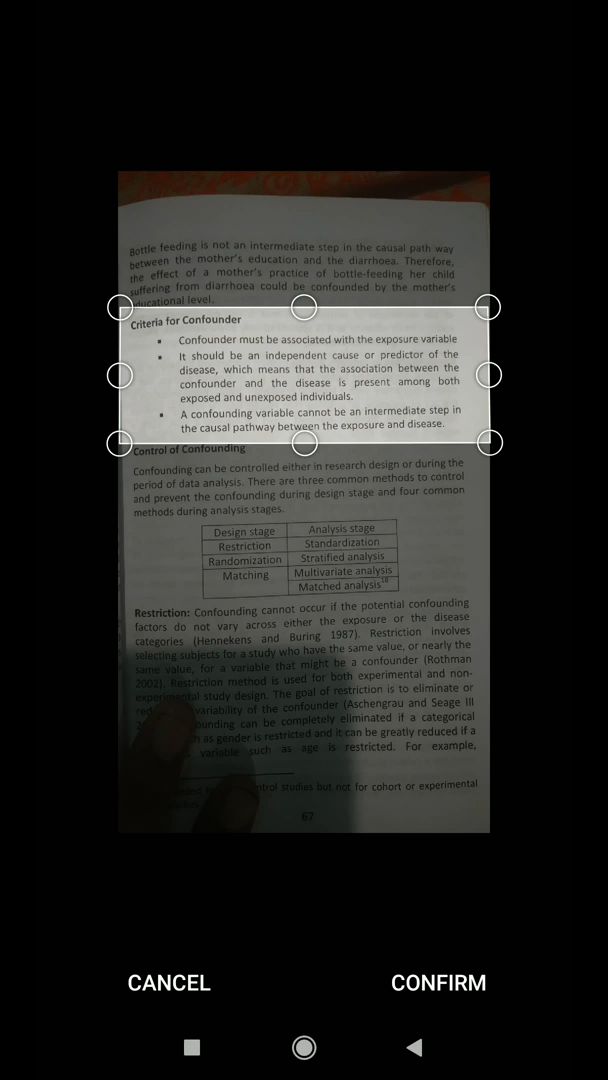 Bottle feeding is not an intermediate step in the causal path way
between the mother's education and the diarrhoea. Therefore,
the effect of a mother's practice of bottle-feeding her child
suffering from diarrhoea could be confounded by the mother's
educational level.
Criteria for Confounder
▪ Confounder must be associated with the exposure variable
▪ It should be an independent cause or predictor of the
disease, which means that the association between the
confounder and the disease is present among both
exposed and unexposed individuals.
▪ A confounding variable cannot be an intermediate step in
the causal pathway between the exposure and disease.
Control of Confounding
Confounding can be controlled either in research design or during the
period of data analysis. There are three common methods to control
and prevent the confounding during design stage and four common
methods during analysis stages.
Design stage Analysis stage
Restriction Standardization
Randomization Stratified analysis
Matching Multivariate analysis
Matched analysis18
Restriction: Confounding cannot occur if the potential confounding
factors do not vary across either the exposure or the disease
categories (Hennekens and Buring 1987). Restriction involves
selecting subjects for a study who have the same value, or nearly the
same value, for a variable that might be a confounder (Rothman
2002). Restriction method is used for both experimental and non-
experimental study design. The goal of restriction is to eliminate or
variability of the confounder (Aschengrau and Seage III
ounding can be completely eliminated if a categorical
as gender is restricted and it can be greatly reduced if a
variable such as age is restricted. For example,
ntrol studies but not for cohort or experimental
67
CANCEL CONFIRM